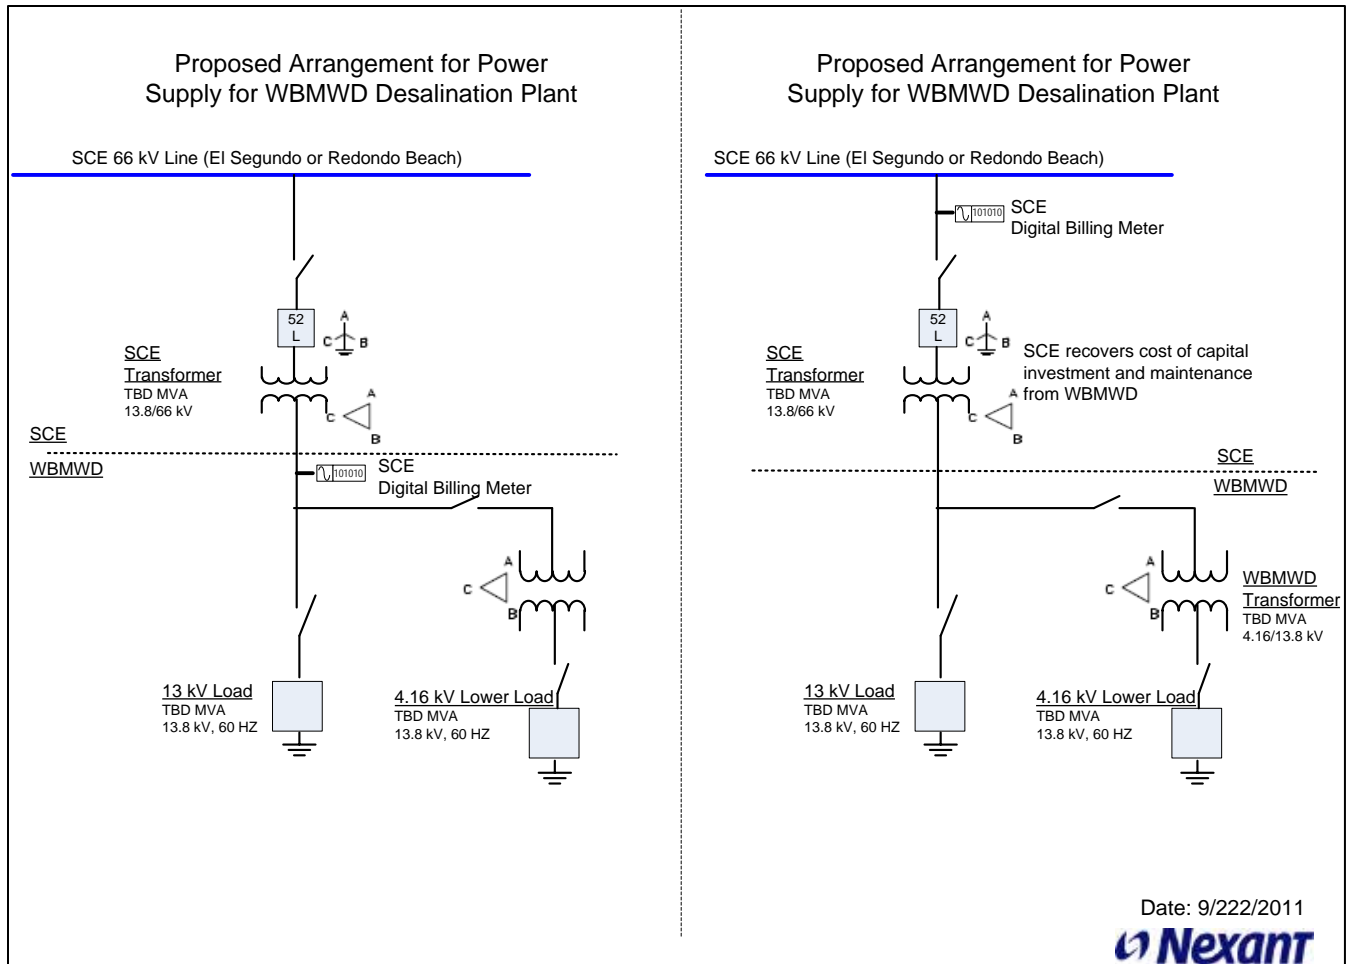 Proposed Arrangement for Power
Supply for WBMWD Desalination Plant
SCE 66 kV Line (El Segundo or Redondo Beach)
52
L
A
C
B
SCE
Transformer
TBD MVA
13.8/66 kV
A
C
B
SCE
WBMWD
101010
SCE
Digital Billing Meter
A
C
B
13 kV Load
TBD MVA
13.8 kV, 60 HZ
4.16 kV Lower Load
TBD MVA
13.8 kV, 60 HZ
Proposed Arrangement for Power
Supply for WBMWD Desalination Plant
SCE 66 kV Line (El Segundo or Redondo Beach)
101010
SCE
Digital Billing Meter
52
L
A
C
B
SCE recovers cost of capital
investment and maintenance
from WBMWD
SCE
Transformer
TBD MVA
13.8/66 kV
A
C
B
SCE
WBMWD
A
C
B
WBMWD
Transformer
TBD MVA
4.16/13.8 kV
13 kV Load
TBD MVA
13.8 kV, 60 HZ
4.16 kV Lower Load
TBD MVA
13.8 kV, 60 HZ
Date: 9/222/2011
Nexant